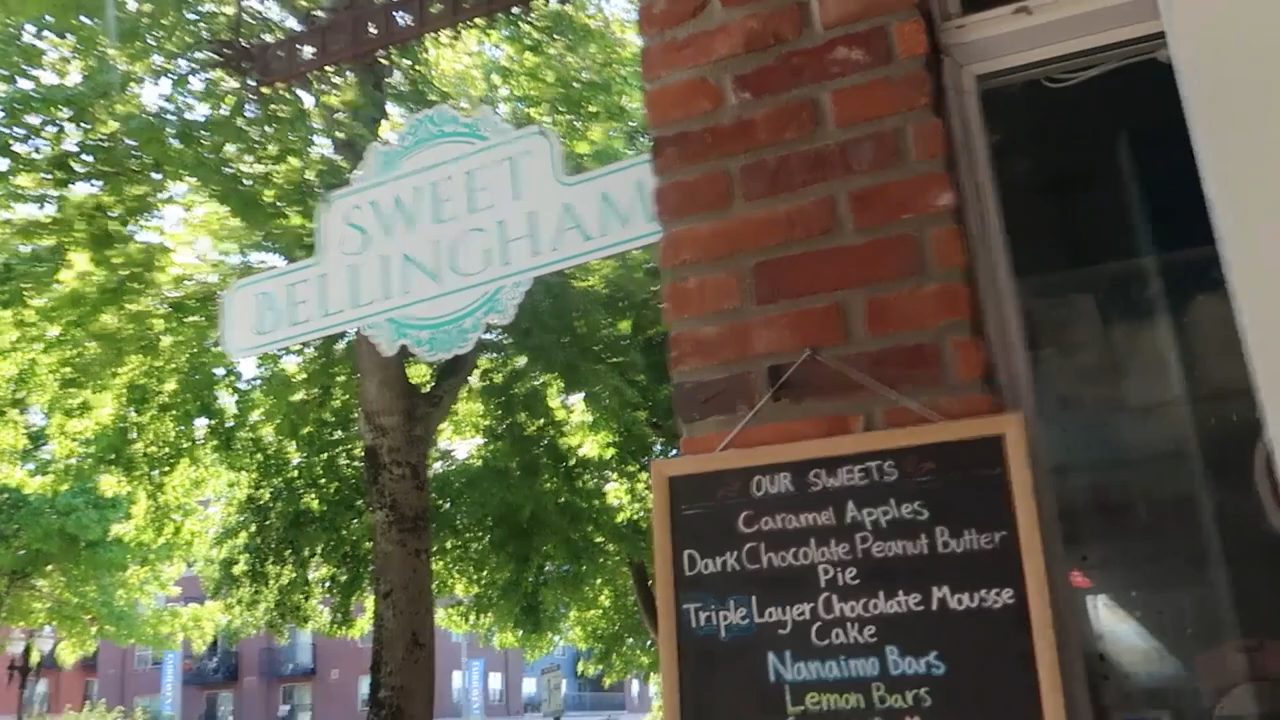 SWEET
BELLINGHAM
OUR SWEETS
Caramel Apples
Dark Chocolate Peanut Butter
Pie
Triple Layer Chocolate Mousse
Cake
Nanaimo Bars
Lemon Bars